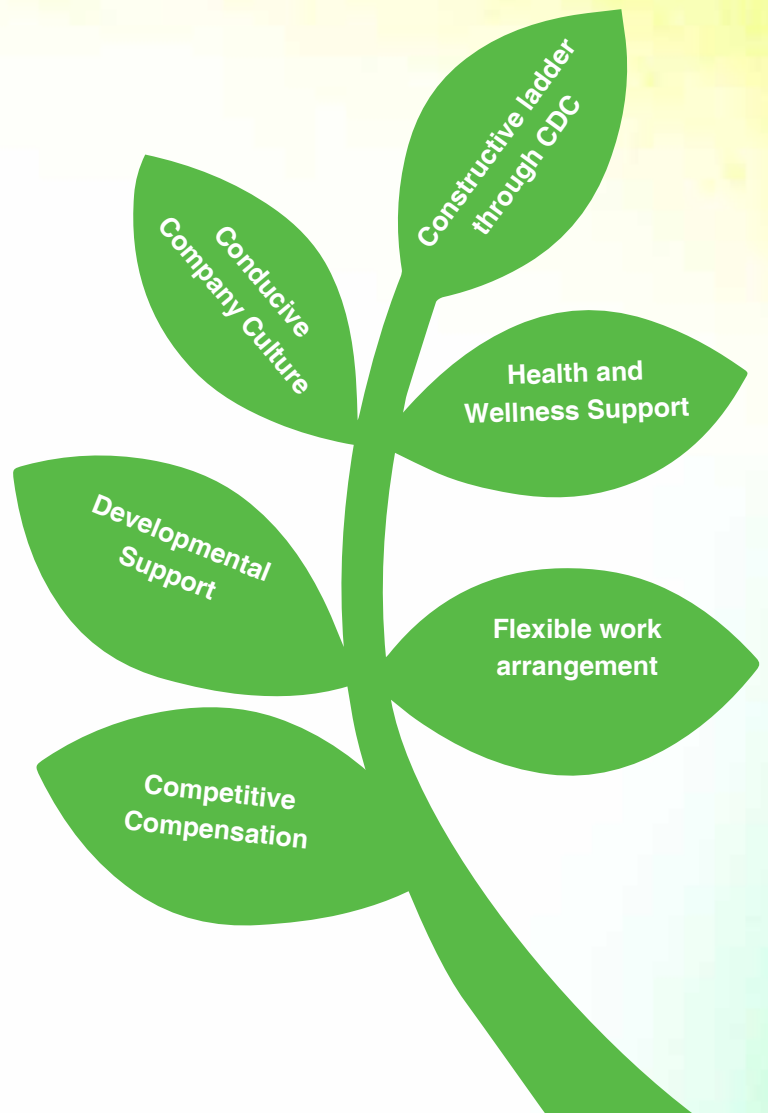 Constructive ladder
through CDC
Conducive
Company Culture
Health and
Wellness Support
Developmental
Support
Flexible work
arrangement
Competitive
Compensation